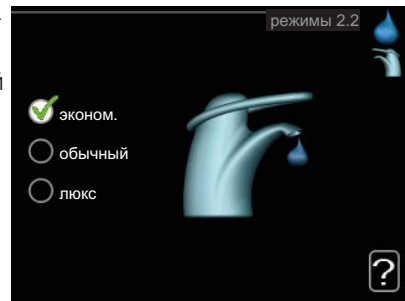 режимы 2.2
эконом.
обычный
люкс
?